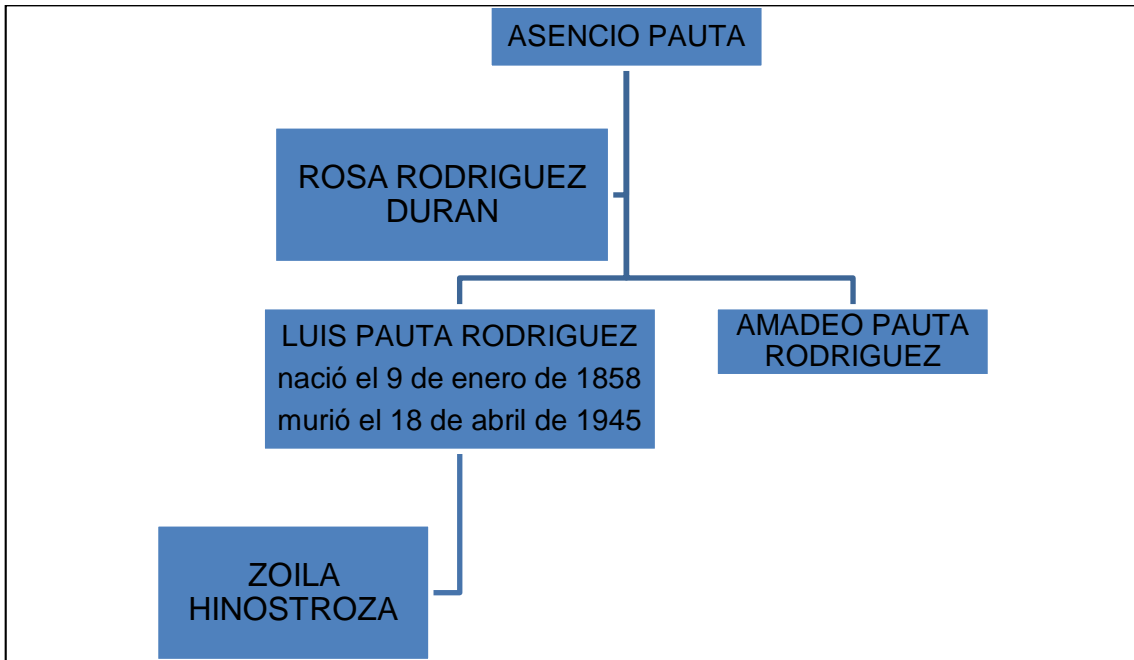 ASENCIO PAUTA
ROSA RODRIGUEZ
DURAN
LUIS PAUTA RODRIGUEZ
nació el 9 de enero de 1858
murió el 18 de abril de 1945
AMADEO PAUTA
RODRIGUEZ
ZOILA
HINOSTROZA